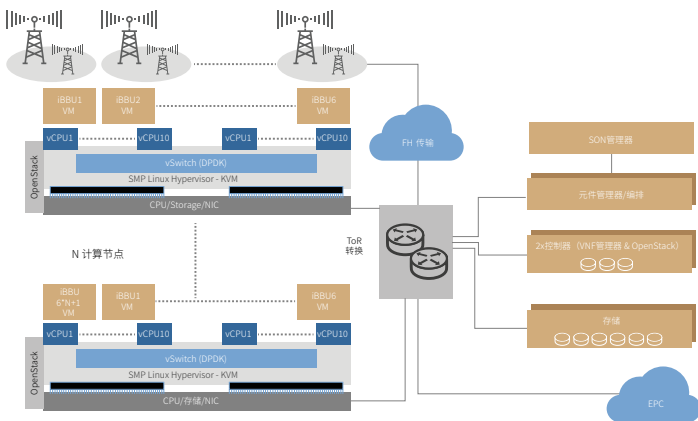 iBBU1
VM
iBBU2
VM
iBBU6
VM
vCPU1
vCPU10
vCPU1
vCPU10
OpenStack
vSwitch (DPDK)
SMP Linux Hypervisor - KVM
CPU/Storage/NIC
FH 传输
SON管理器
元件管理器/编排
ToR
转换
2x控制器（VNF管理器 & OpenStack）
N 计算节点
存储
iBBU
6*N+1
VM
iBBU1
VM
iBBU6
VM
vCPU1
vCPU10
vCPU1
vCPU10
OpenStack
vSwitch (DPDK)
SMP Linux Hypervisor - KVM
CPU/存储/NIC
EPC